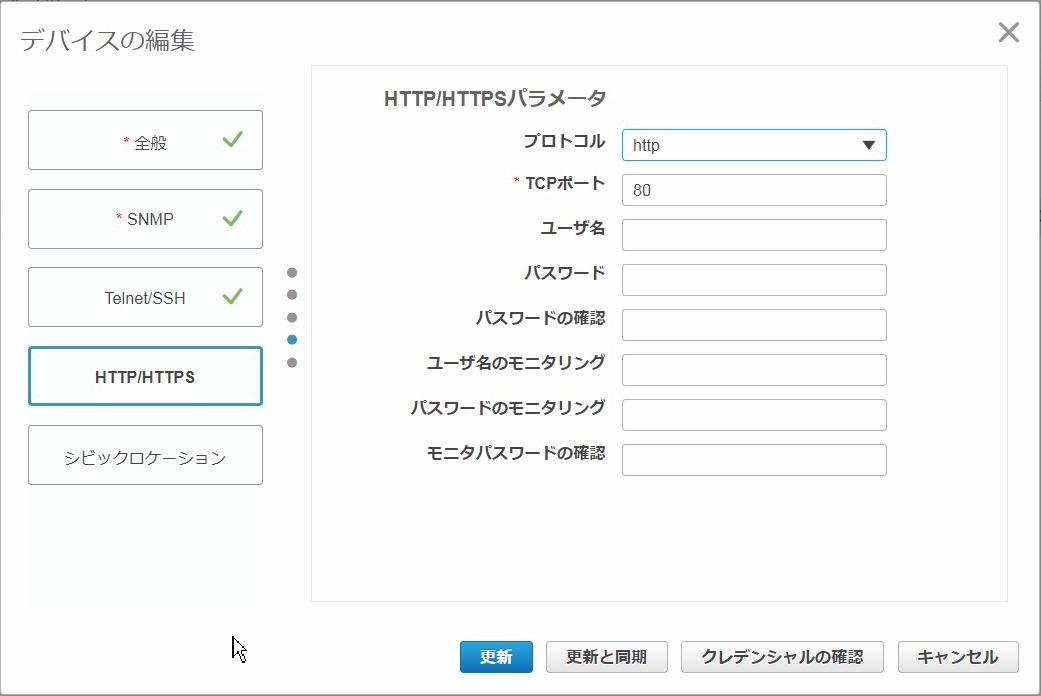 デバイスの編集
* 全般
* SNMP
Telnet/SSH
HTTP/HTTPS
シビックロケーション
HTTP/HTTPSパラメータ
プロトコル http
* TCPポート 80
ユーザ名
パスワード
パスワードの確認
ユーザ名のモニタリング
パスワードのモニタリング
モニタパスワードの確認
更新 更新と同期 クレデンシャルの確認 キャンセル